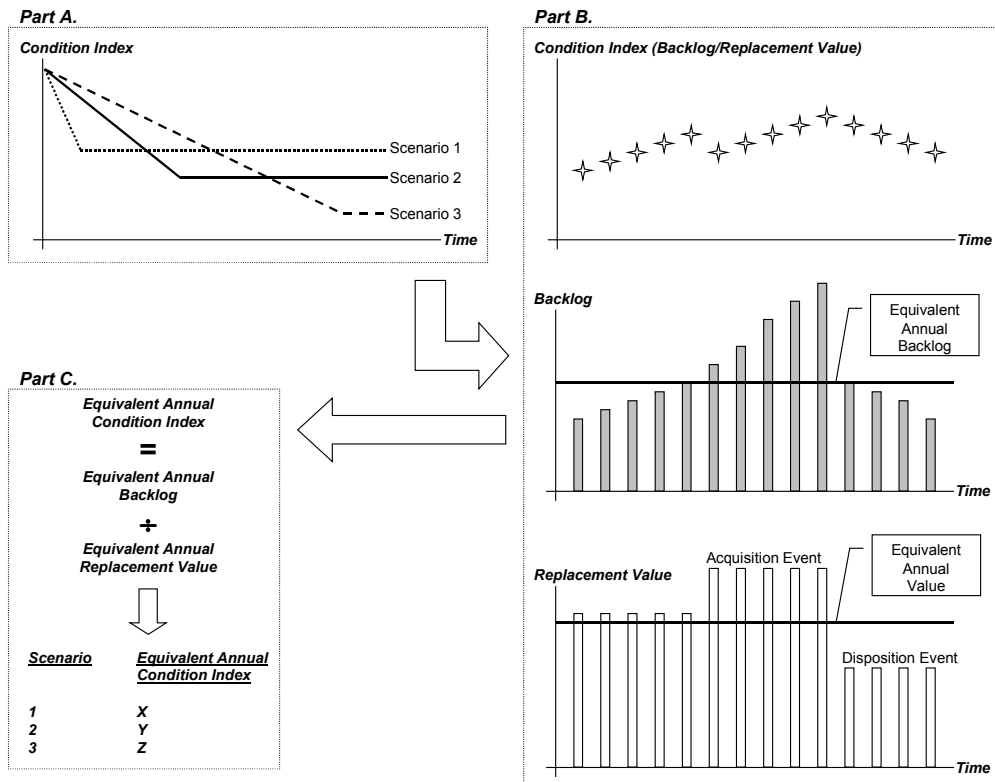 Part A.
Condition Index
Scenario 1
Scenario 2
Scenario 3
Time
Part B.
Condition Index (Backlog/Replacement Value)
Time
Backlog
Equivalent
Annual
Backlog
Time
Replacement Value
Acquisition Event
Equivalent
Annual
Value
Disposition Event
Time
Part C.
Equivalent Annual
Condition Index
=
Equivalent Annual
Backlog
÷
Equivalent Annual
Replacement Value
Scenario Equivalent Annual
Condition Index
1 X
2 Y
3 Z